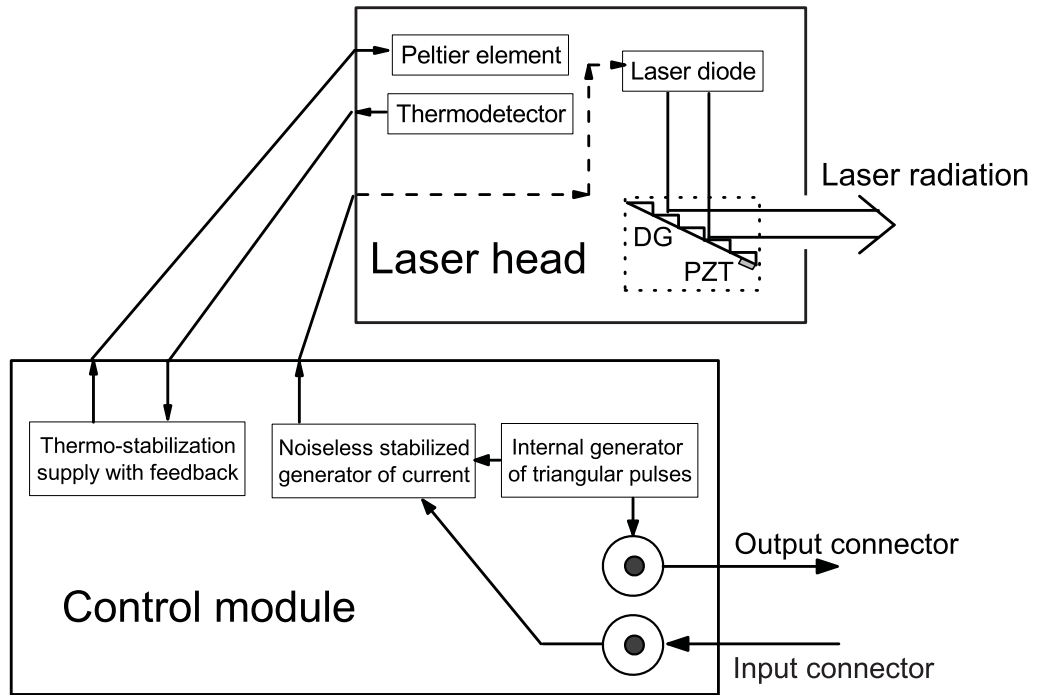 Peltier element
Laser diode
Thermodetector
Laser radiation
DG
Laser head
PZT
Thermo-stabilization
supply with feedback
Noiseless stabilized
generator of current
Internal generator
of triangular pulses
Output connector
Control module
Input connector